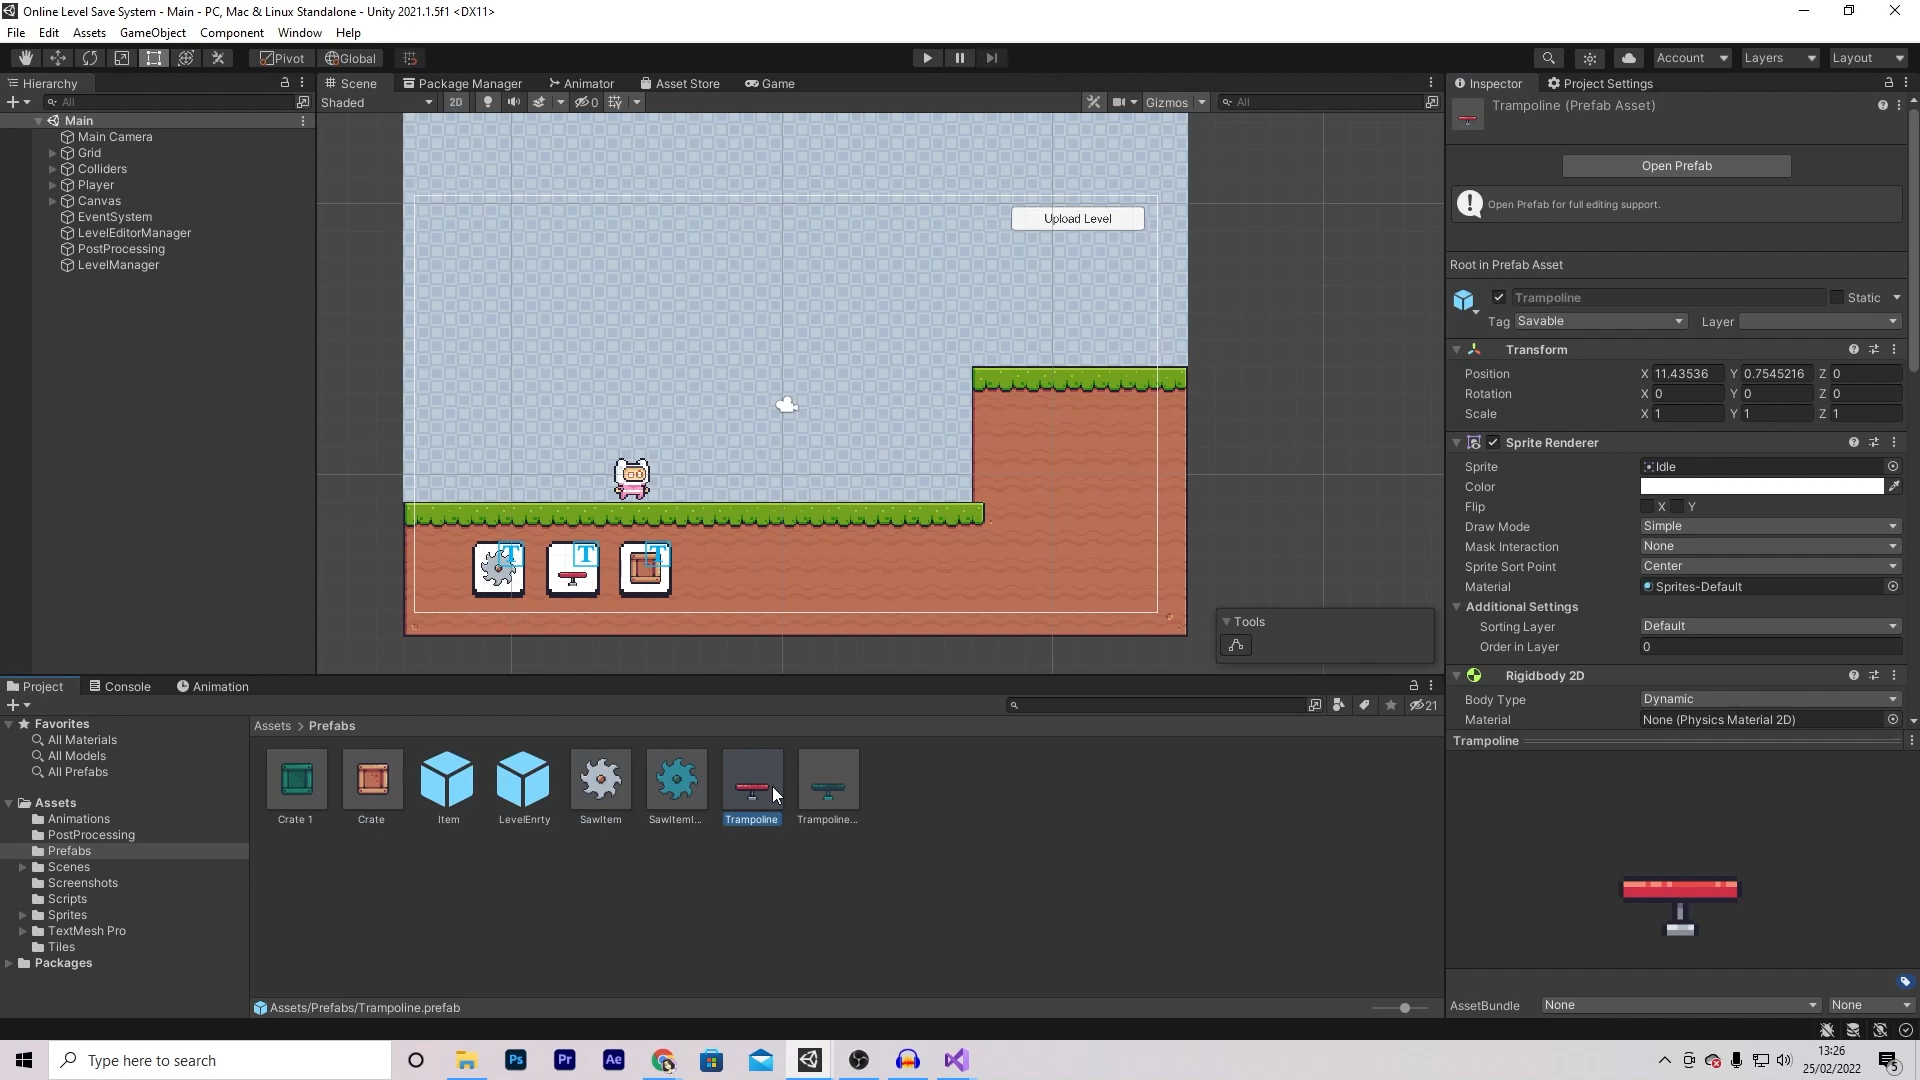 Online Level Save System - Main - PC, Mac & Linux Standalone - Unity 2021.1.5f1 <DX11>
File Edit Assets GameObject Component Window Help
Pivot Global Account Layers Layout
Hierarchy Scene Package Manager Animator Asset Store Game Inspector Project Settings
All Shaded 2D 0 Gizmos All
Trampoline (Prefab Asset)
Main
Main Camera
Grid
Colliders
Player
Canvas
EventSystem
LevelEditorManager
PostProcessing
LevelManager
Upload Level
T T T
Tools
Open Prefab
Open Prefab for full editing support.
Root in Prefab Asset
Trampoline Static
Tag Savable Layer
Transform
Position X 11.43536 Y 0.7545216 Z 0
Rotation X 0 Y 0 Z 0
Scale X 1 Y 1 Z 1
Sprite Renderer
Sprite Idle
Color
Flip X Y
Draw Mode Simple
Mask Interaction None
Sprite Sort Point Center
Material Sprites-Default
Additional Settings
Sorting Layer Default
Order in Layer 0
Rigidbody 2D
Body Type Dynamic
Material None (Physics Material 2D)
Trampoline
AssetBundle None None
Project Console Animation
21
Favorites
All Materials
All Models
All Prefabs
Assets
Animations
PostProcessing
Prefabs
Scenes
Screenshots
Scripts
Sprites
TextMesh Pro
Tiles
Packages
Assets > Prefabs
Crate 1 Crate Item LevelEnrty SawItem SawItemI... Trampoline Trampoline...
Assets/Prefabs/Trampoline.prefab
Type here to search
Ps Pr Ae
13:26
25/02/2022
5